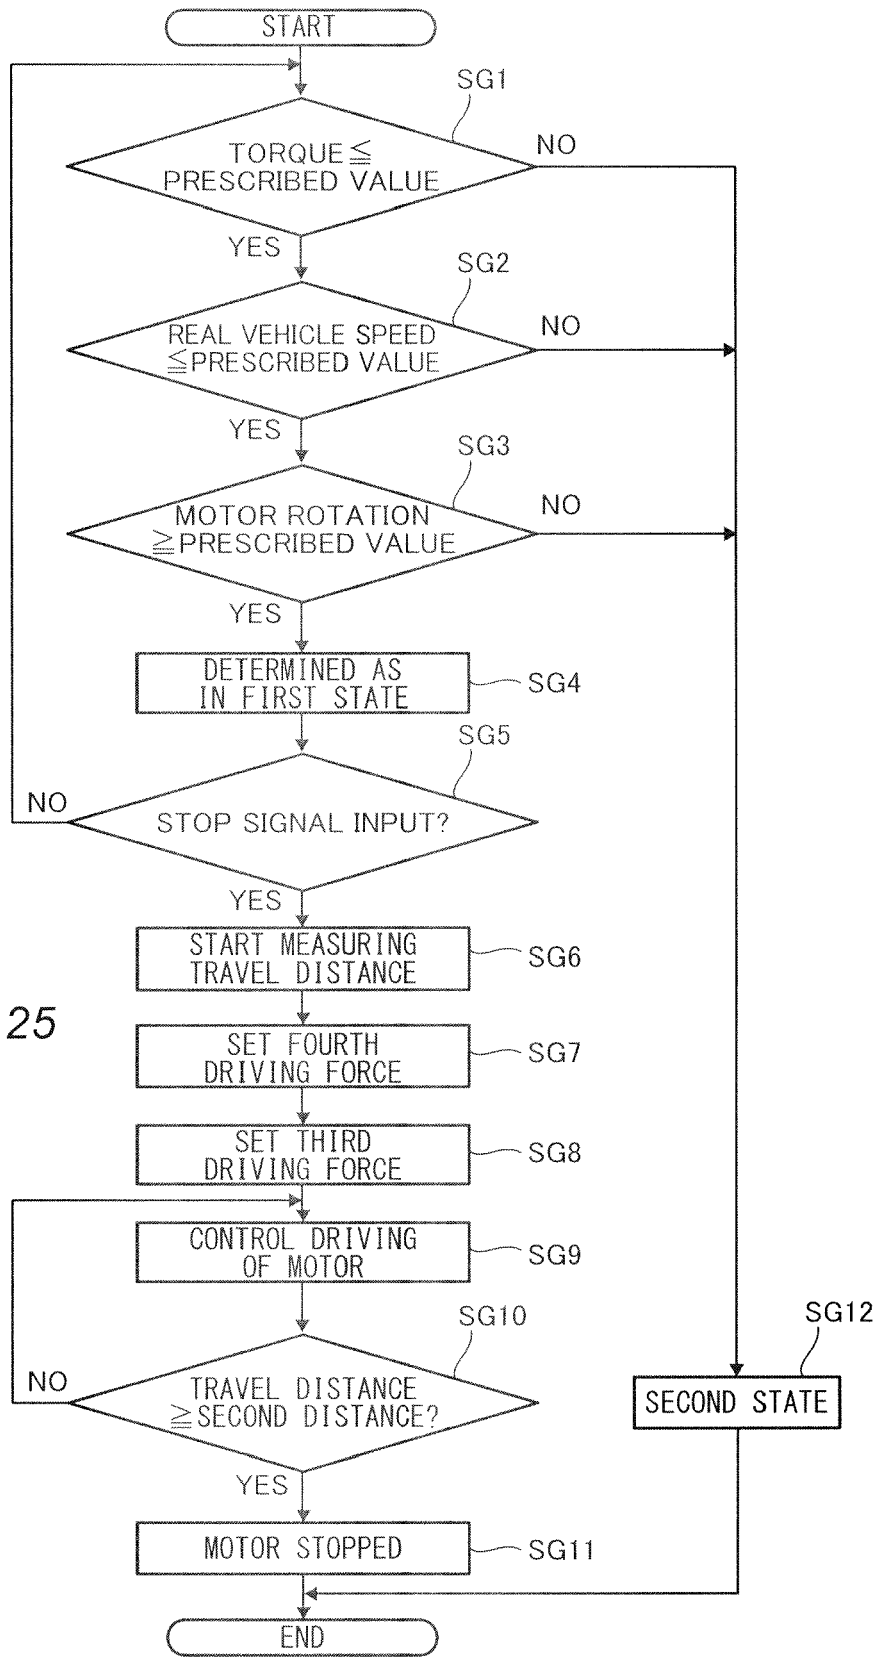 START
SG1
TORQUE≦
PRESCRIBED VALUE
NO
YES
SG2
REAL VEHICLE SPEED
≦PRESCRIBED VALUE
NO
YES
SG3
MOTOR ROTATION
≧PRESCRIBED VALUE
NO
YES
DETERMINED AS
IN FIRST STATE
SG4
SG5
STOP SIGNAL INPUT?
NO
YES
START MEASURING
TRAVEL DISTANCE
SG6
25
SET FOURTH
DRIVING FORCE
SG7
SET THIRD
DRIVING FORCE
SG8
CONTROL DRIVING
OF MOTOR
SG9
SG10
TRAVEL DISTANCE
≧SECOND DISTANCE?
NO
YES
SG12
SECOND STATE
MOTOR STOPPED
SG11
END